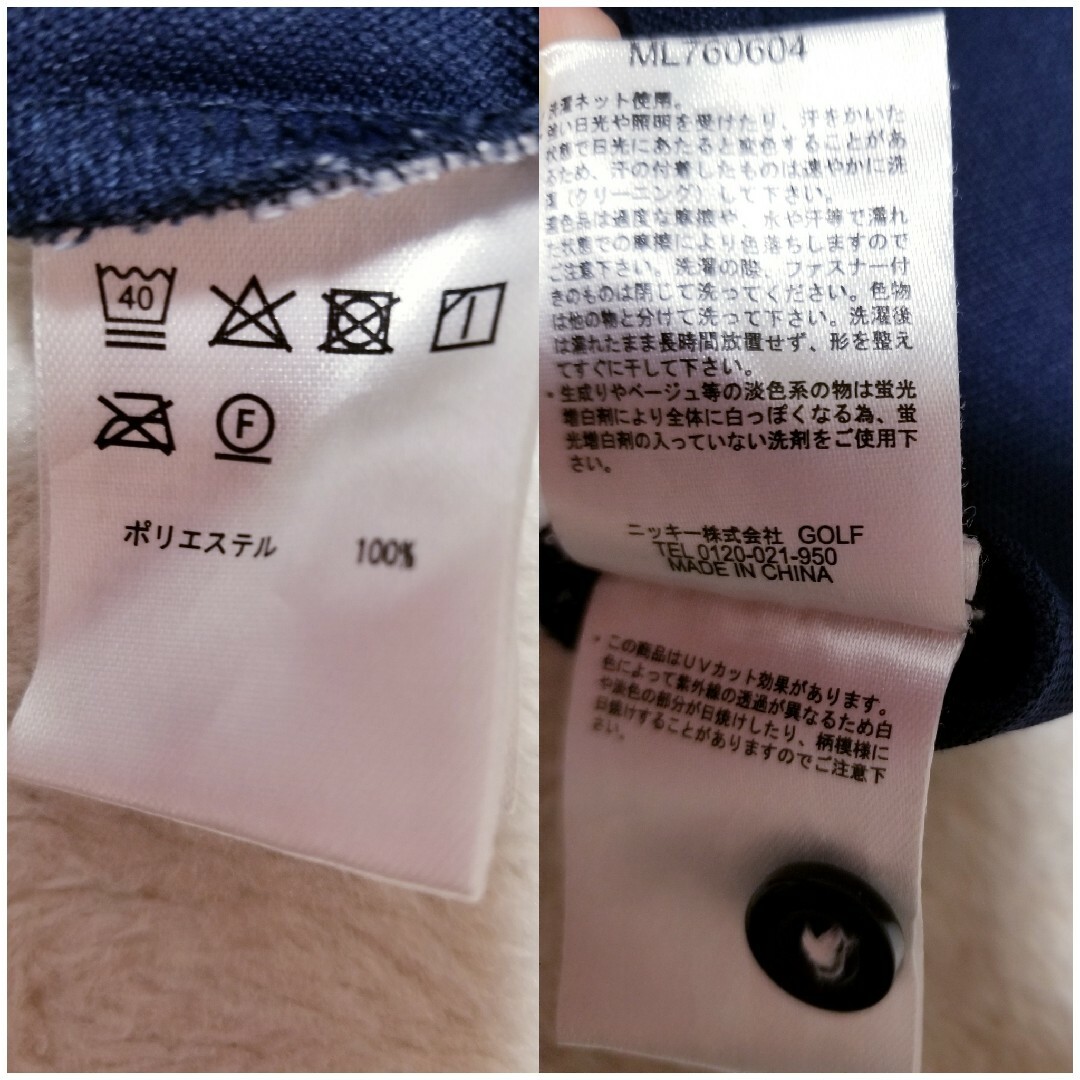 40
F
ポリエステル 100%
ML760604
洗濯ネット使用。
強い日光や照明を受けたり、汗をかいた
状態で日光にあたると変色することがあ
るため、汗の付着したものは速やかに洗
濯(クリーニング)して下さい。
濃色品は過度な摩擦や、水や汗等で濡れ
た状態での摩擦により色落ちしますので
ご注意下さい。洗濯の際、ファスナー付
きのものは閉じて洗ってください。色物
は他の物と分けて洗って下さい。洗濯後
は濡れたまま長時間放置せず、形を整え
てすぐに干して下さい。
・生成りやベージュ等の淡色系の物は蛍光
増白剤により全体に白っぽくなる為、蛍
光増白剤の入っていない洗剤をご使用下
さい。
ニッキー株式会社 GOLF
TEL 0120-021-950
MADE IN CHINA
・この商品はUVカット効果があります。
色によって紫外線の透過が異なるため白
や淡色の部分が日焼けしたり、柄模様に
日焼けすることがありますのでご注意下
さい。